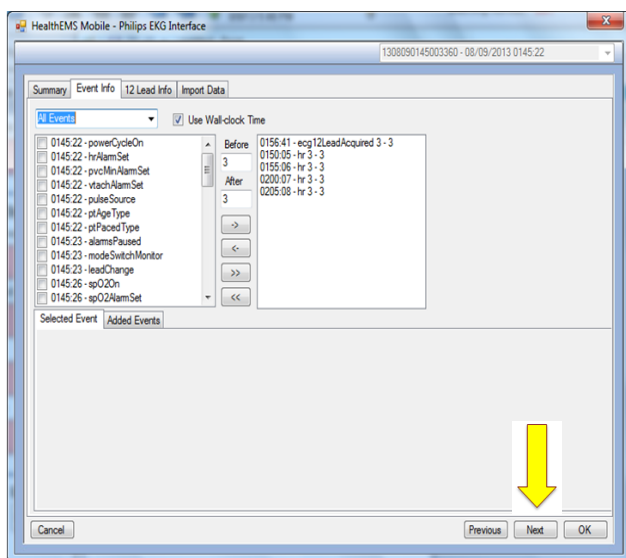 HealthEMS Mobile - Philips EKG Interface
1308090145003360 - 08/09/2013 0145:22
Summary Event Info 12 Lead Info Import Data
All Events
Use Wall-clock Time
0145:22 - powerCycleOn
0145:22 - hrAlarmSet
0145:22 - pvcMinAlarmSet
0145:22 - vtachAlarmSet
0145:22 - pulseSource
0145:22 - ptAgeType
0145:22 - ptPacedType
0145:23 - alarmsPaused
0145:23 - modeSwitchMonitor
0145:23 - leadChange
0145:26 - spO2On
0145:26 - spO2AlarmSet
Before
3
After
3
->
<-
>>
<<
0156:41 - ecg12LeadAcquired 3 - 3
0150:05 - hr 3 - 3
0155:06 - hr 3 - 3
0200:07 - hr 3 - 3
0205:08 - hr 3 - 3
Selected Event Added Events
Cancel Previous Next OK